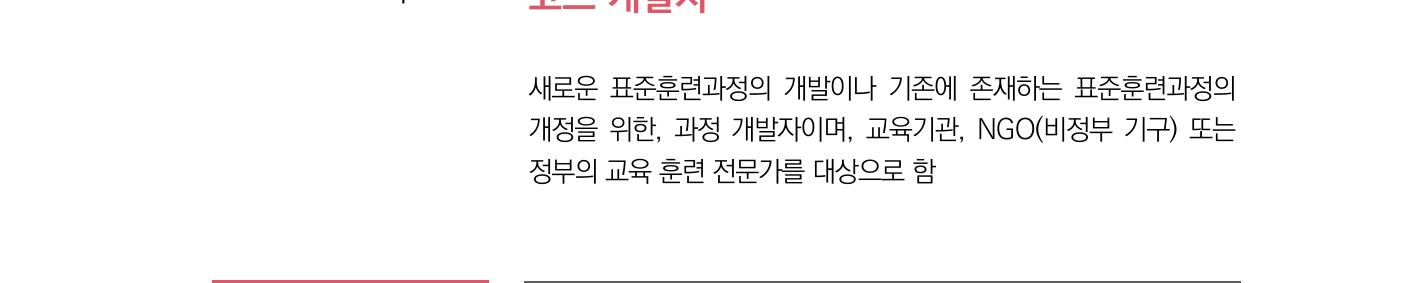 새로운 표준훈련과정의 개발이나 기존에 존재하는 표준훈련과정의
개정을 위한, 과정 개발자이며, 교육기관, NGO(비정부 기구) 또는
정부의 교육 훈련 전문가를 대상으로 함